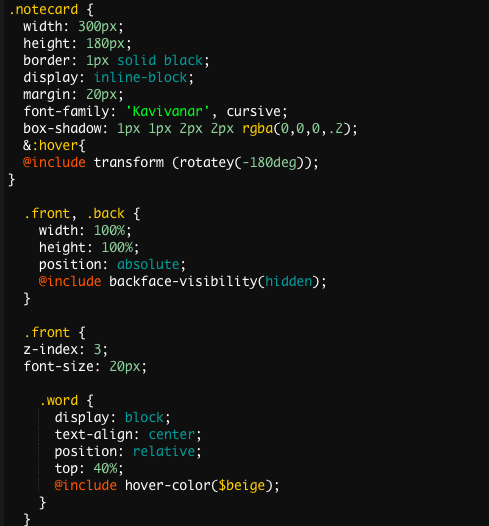 .notecard {
  width: 300px;
  height: 180px;
  border: 1px solid black;
  display: inline-block;
  margin: 20px;
  font-family: 'Kavivanar', cursive;
  box-shadow: 1px 1px 2px 2px rgba(0,0,0,.2);
  &:hover{
  @include transform (rotatey(-180deg));
}

  .front, .back {
    width: 100%;
    height: 100%;
    position: absolute;
    @include backface-visibility(hidden);
  }

  .front {
  z-index: 3;
  font-size: 20px;

    .word {
      display: block;
      text-align: center;
      position: relative;
      top: 40%;
      @include hover-color($beige);
    }
  }